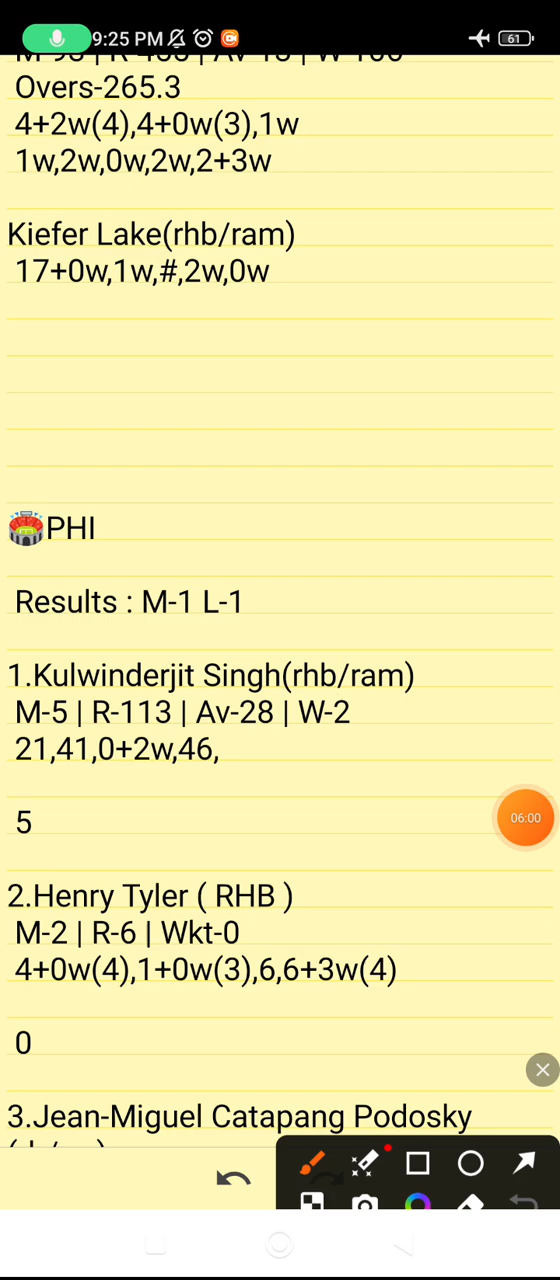 9:25 PM
61
Overs-265.3
4+2w(4),4+0w(3),1w
1w,2w,0w,2w,2+3w
Kiefer Lake(rhb/ram)
17+0w,1w,#,2w,0w
PHI
Results : M-1 L-1
1.Kulwinderjit Singh(rhb/ram)
M-5 | R-113 | Av-28 | W-2
21,41,0+2w,46,
5
06:00
2.Henry Tyler ( RHB )
M-2 | R-6 | Wkt-0
4+0w(4),1+0w(3),6,6+3w(4)
0
3.Jean-Miguel Catapang Podosky